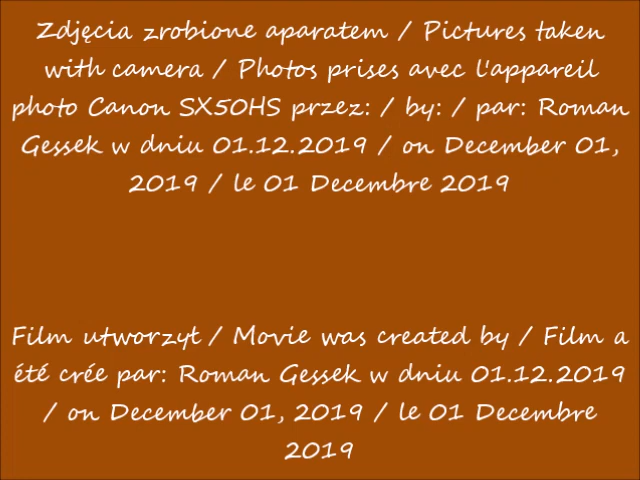 Zdjęcia zrobione aparatem / Pictures taken
with camera / Photos prises avec l'appareil
photo Canon SX50HS przez: / by: / par: Roman
Gessek w dniu 01.12.2019 / on December 01,
2019 / le 01 Decembre 2019
Film utworzył / Movie was created by / Film a
été crée par: Roman Gessek w dniu 01.12.2019
/ on December 01, 2019 / le 01 Decembre
2019